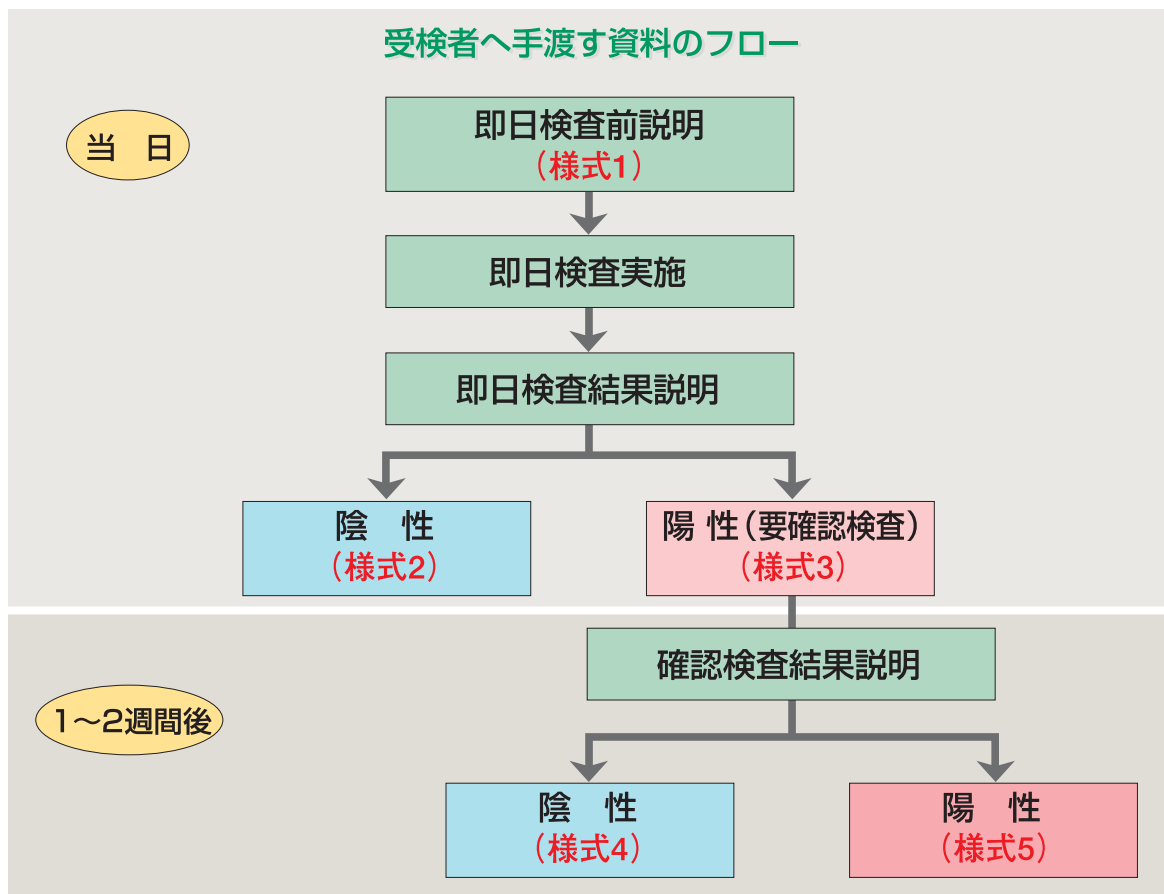 受検者へ手渡す資料のフロー
当　日
即日検査前説明
（様式1）
即日検査実施
即日検査結果説明
陰　性
（様式2）
陽 性（要確認検査）
（様式3）
1～2週間後
確認検査結果説明
陰　性
（様式4）
陽　性
（様式5）